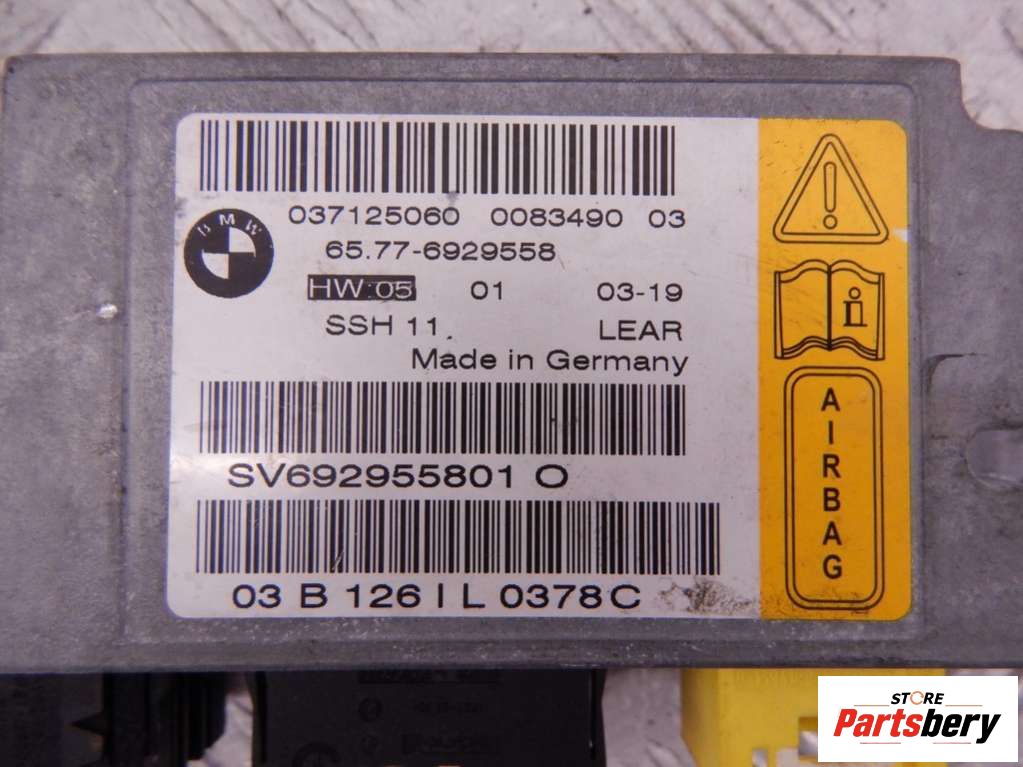 037125060 0083490 03
BMW
65.77-6929558
HW:05 01 03-19
SSH 11. LEAR
Made in Germany
SV692955801 O
03 B 126 I L 0378C
AIRBAG
STORE
Partsbery